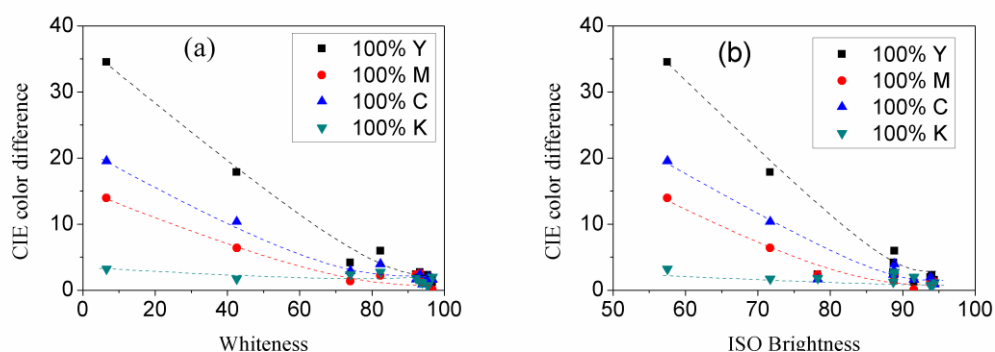 (a)
100% Y
100% M
100% C
100% K
CIE color difference
40
30
20
10
0
0 20 40 60 80 100
Whiteness
(b)
100% Y
100% M
100% C
100% K
CIE color difference
40
30
20
10
0
50 60 70 80 90 100
ISO Brightness